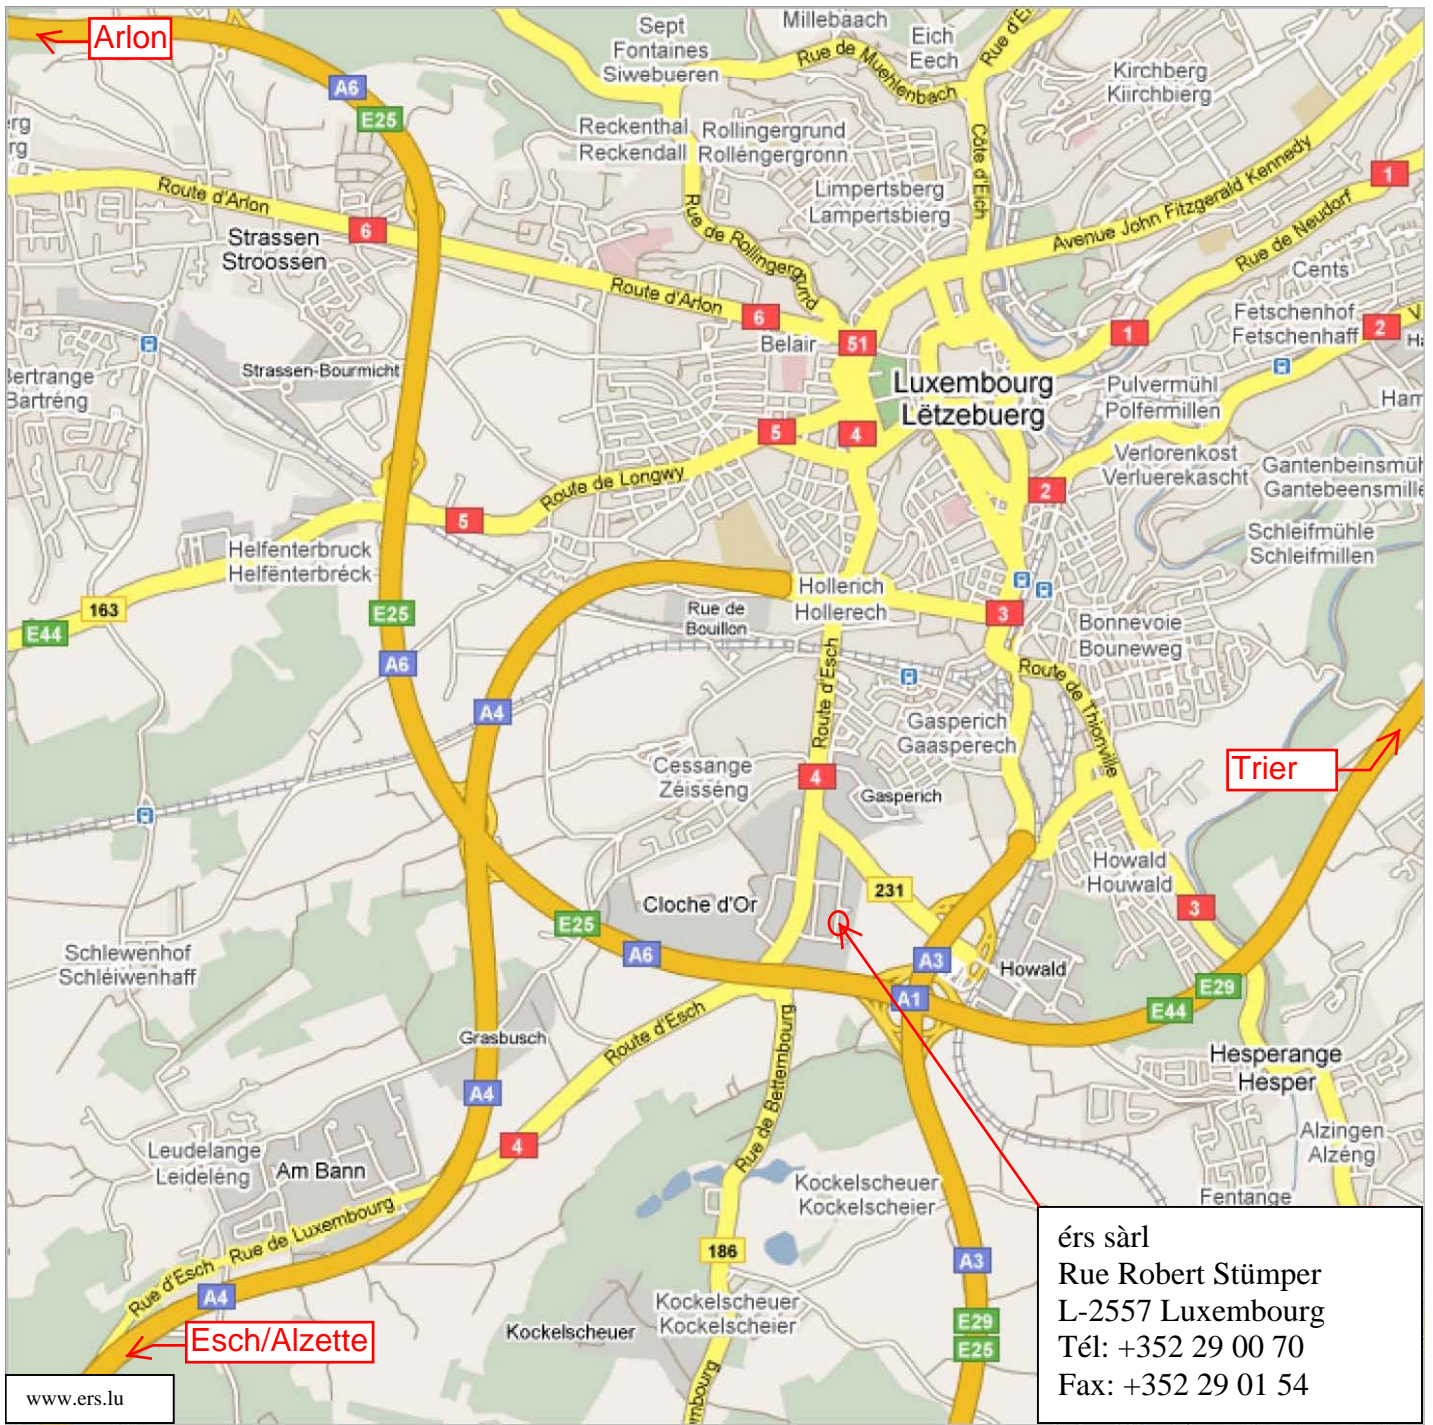 Arlon
Sept
Fontaines
Siwebueren
Millebaach
Eich
Eech
Rue de Muehlenbach
Kirchberg
Kiirchbierg
A6
E25
Reckenthal
Reckendall
Rollingergrund
Rolléngergronn
Côte d'Eich
Limpertsberg
Lampertsbierg
Avenue John Fitzgerald Kennedy
1
Rue de Neudorf
Route d'Arlon
6
Strassen
Stroossen
Rue de Rollingergrund
Cents
Route d'Arlon
6
Fetschenhof
Fetschenhaff
2
1
Belair
51
Strassen-Bourmicht
Bertrange
Bartréng
Luxembourg
Lëtzebuerg
Pulvermühl
Polfermillen
Ham
5
4
Verlorenkost
Verluerekascht
Gantenbeinsmüh
Gantebeensmille
Route de Longwy
2
5
Schleifmühle
Schleifmillen
Helfenterbruck
Helfenterbréck
Hollerich
Hollerech
163
E44
E25
Rue de
Bouillon
3
Bonnevoie
Bouneweg
A6
A4
Route d'Esch
Route de Thionville
Gasperich
Gaasperech
Cessange
Zéisséng
4
Gasperich
Trier
Howald
Houwald
231
3
Cloche d'Or
E25
A6
A3
Howald
Schlewenhof
Schléiwenhaff
A1
E29
E44
Route d'Esch
Grasbusch
Rue de Bettembourg
Hesperange
Hesper
A4
4
Alzingen
Alzéng
Leudelange
Leideléng
Am Bann
Kockelscheuer
Kockelscheier
Fentange
Rue de Luxembourg
Rue d'Esch
186
A3
A4
Kockelscheuer
Kockelscheier
Kockelscheuer
E29
E25
Esch/Alzette
mbourg
www.ers.lu
érs sàrl
Rue Robert Stümper
L-2557 Luxembourg
Tél: +352 29 00 70
Fax: +352 29 01 54